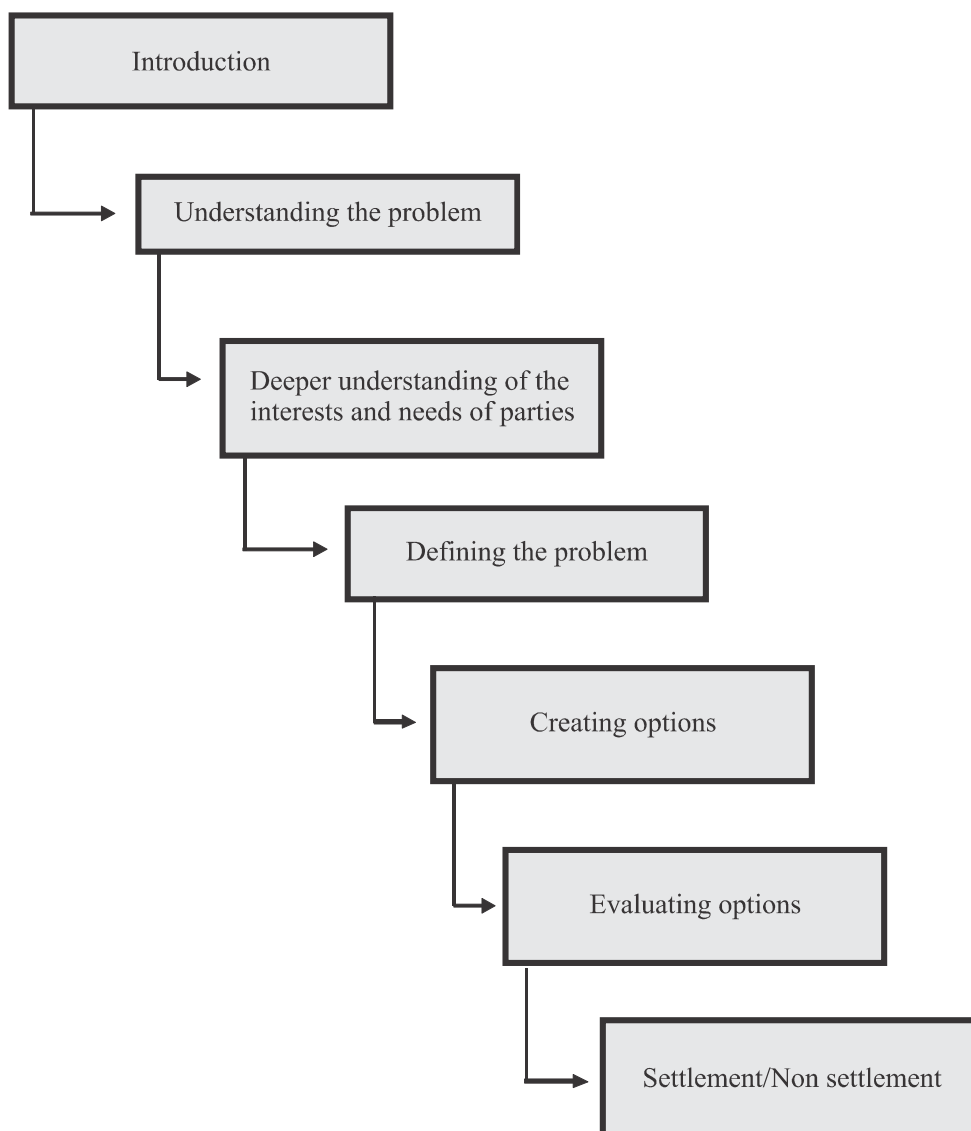 Introduction
Understanding the problem
Deeper understanding of the
interests and needs of parties
Defining the problem
Creating options
Evaluating options
Settlement/Non settlement